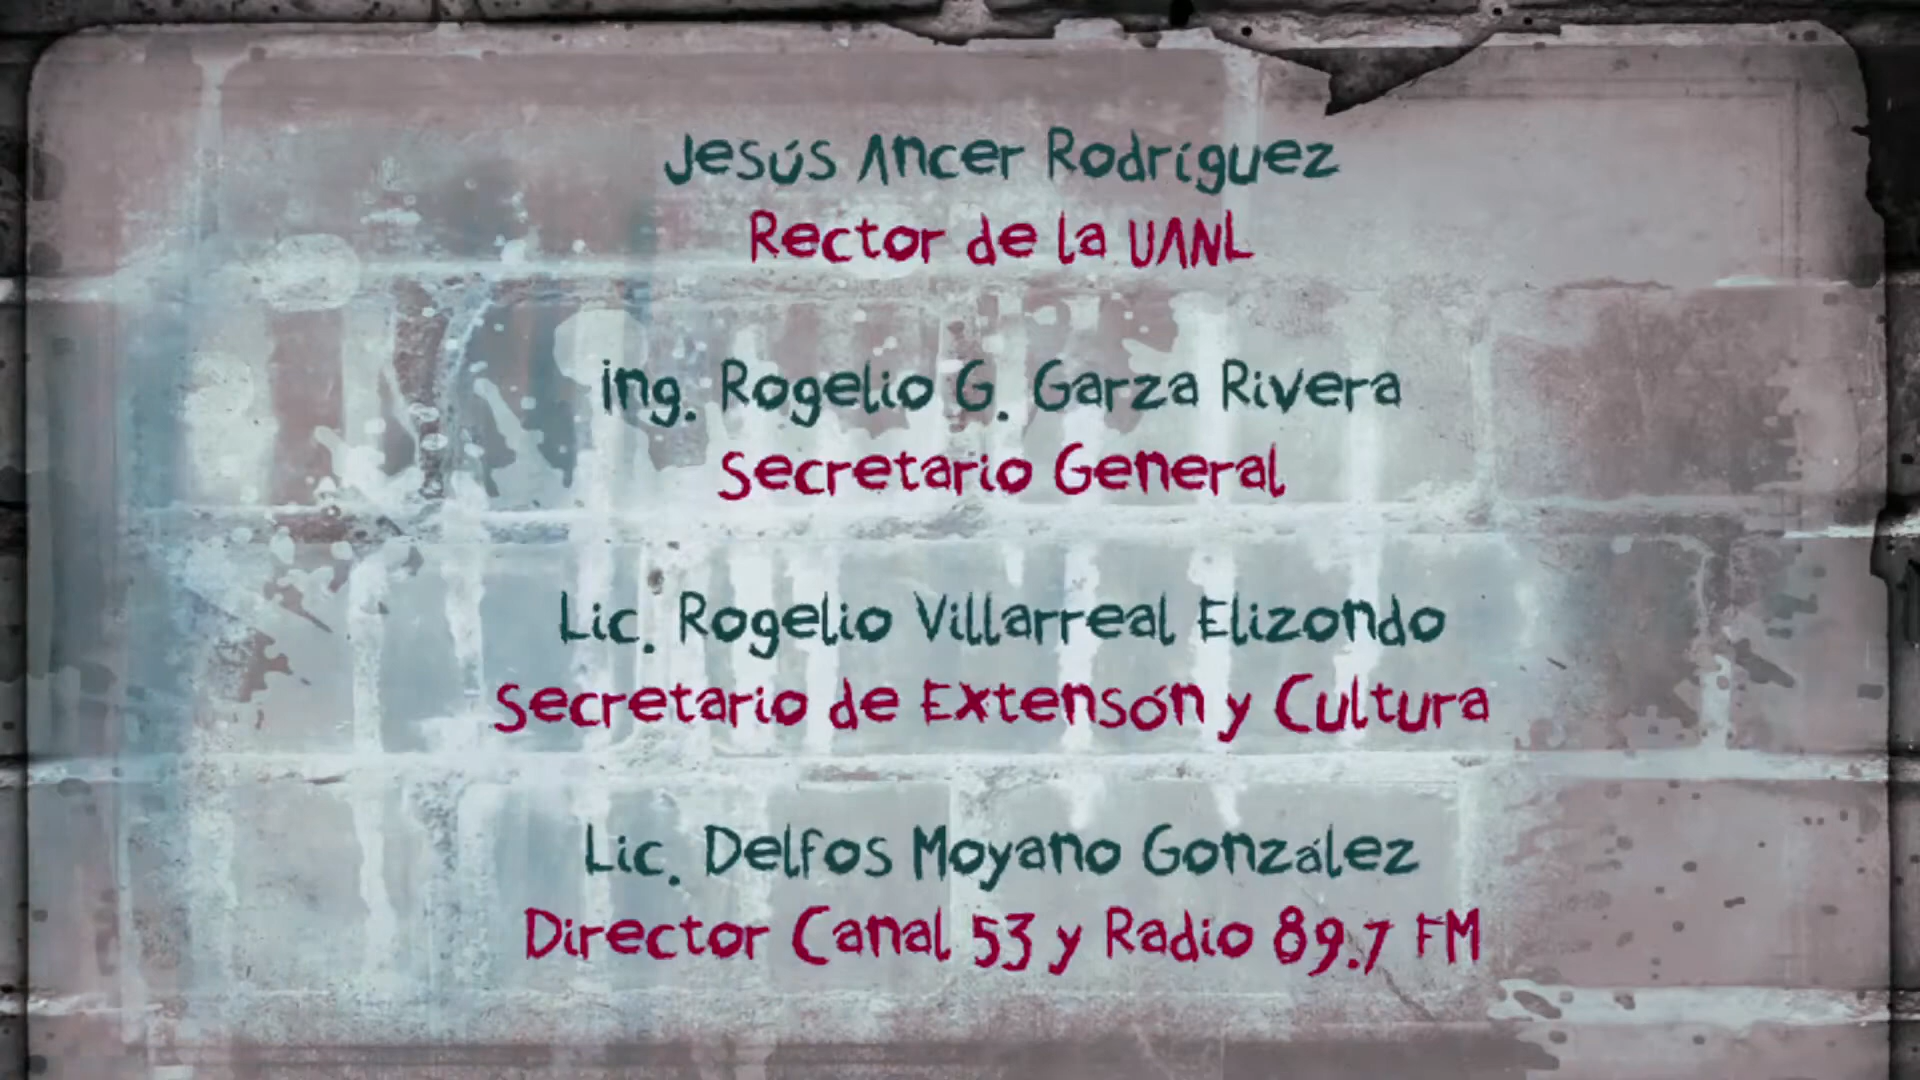 Jesús Ancer Rodríguez
Rector de la UANL
ing. Rogelio G. Garza Rivera
Secretario General
Lic. Rogelio Villarreal Elizondo
Secretario de Extensón y Cultura
Lic. Delfos Moyano González
Director Canal 53 y Radio 89.7 FM